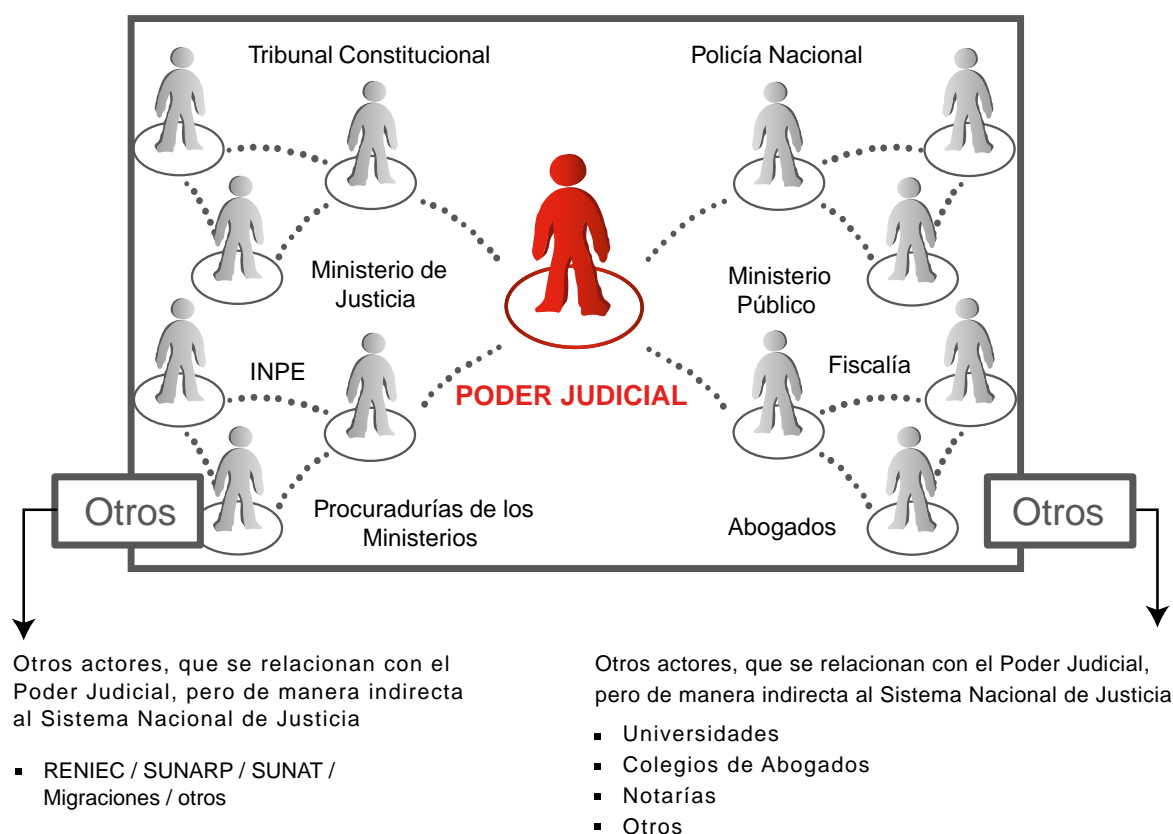 Tribunal Constitucional
Policía Nacional
Ministerio de
Justicia
Ministerio
Público
INPE
PODER JUDICIAL
Fiscalía
Otros
Procuradurías de los
Ministerios
Abogados
Otros
Otros actores, que se relacionan con el
Poder Judicial, pero de manera indirecta
al Sistema Nacional de Justicia
▪ RENIEC / SUNARP / SUNAT /
Migraciones / otros
Otros actores, que se relacionan con el Poder Judicial,
pero de manera indirecta al Sistema Nacional de Justicia
▪ Universidades
▪ Colegios de Abogados
▪ Notarías
▪ Otros